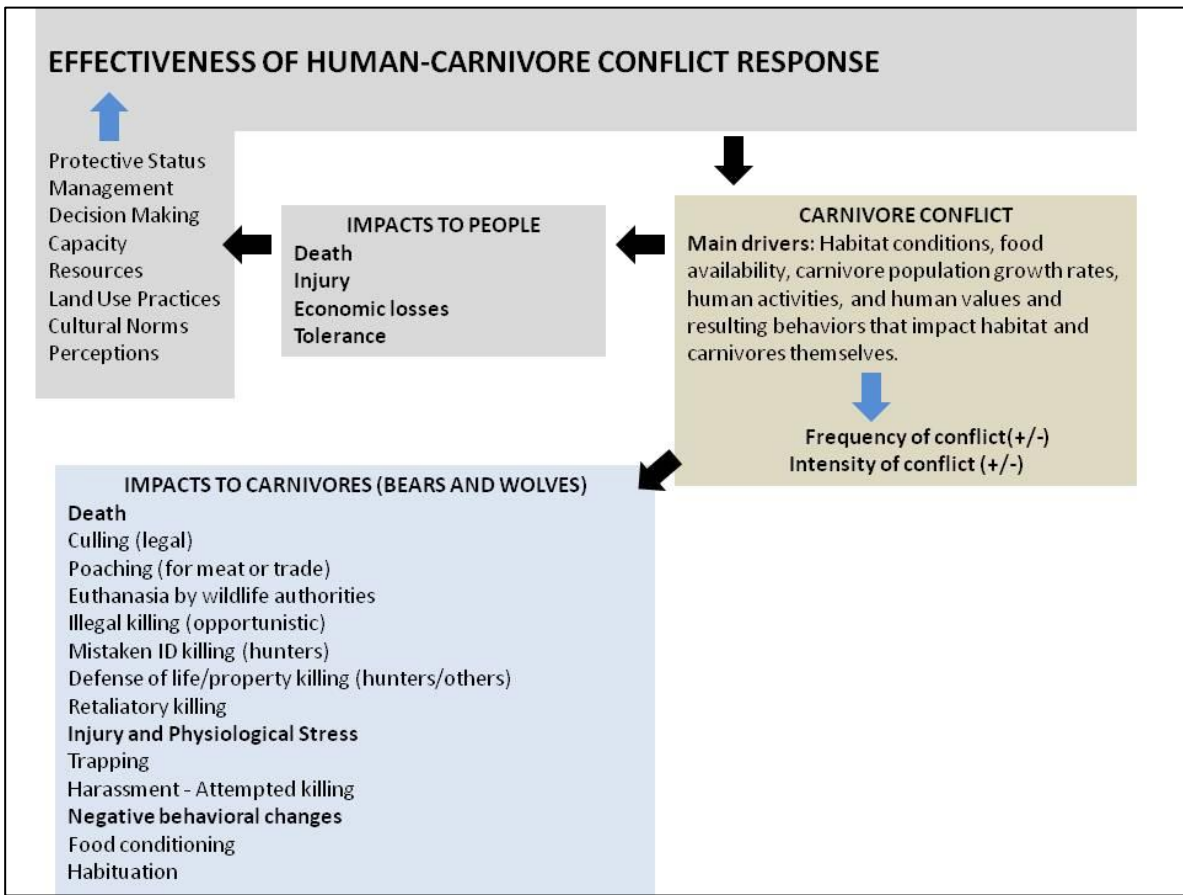 EFFECTIVENESS OF HUMAN-CARNIVORE CONFLICT RESPONSE
Protective Status
Management
Decision Making
Capacity
Resources
Land Use Practices
Cultural Norms
Perceptions
IMPACTS TO PEOPLE
Death
Injury
Economic losses
Tolerance
CARNIVORE CONFLICT
Main drivers: Habitat conditions, food
availability, carnivore population growth rates,
human activities, and human values and
resulting behaviors that impact habitat and
carnivores themselves.
Frequency of conflict(+/-)
Intensity of conflict (+/-)
IMPACTS TO CARNIVORES (BEARS AND WOLVES)
Death
Culling (legal)
Poaching (for meat or trade)
Euthanasia by wildlife authorities
Illegal killing (opportunistic)
Mistaken ID killing (hunters)
Defense of life/property killing (hunters/others)
Retaliatory killing
Injury and Physiological Stress
Trapping
Harassment - Attempted killing
Negative behavioral changes
Food conditioning
Habituation